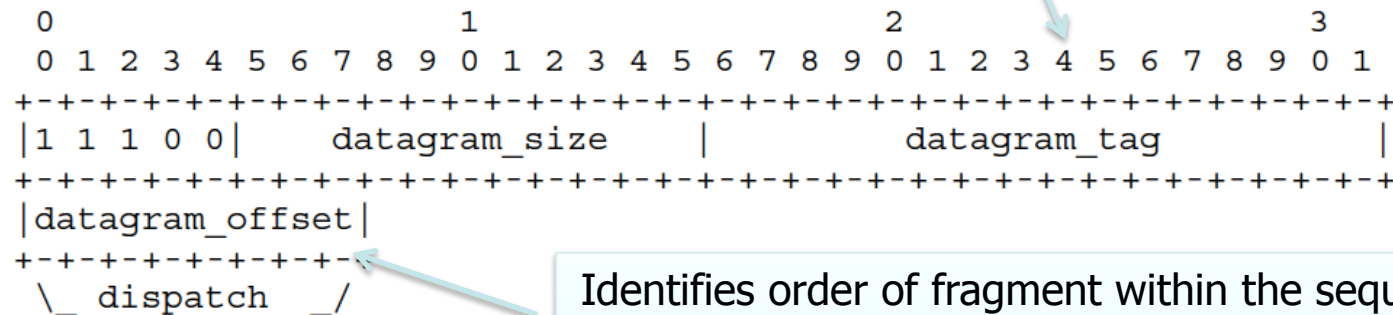 0 1 2 3
0 1 2 3 4 5 6 7 8 9 0 1 2 3 4 5 6 7 8 9 0 1 2 3 4 5 6 7 8 9 0 1
+-+-+-+-+-+-+-+-+-+-+-+-+-+-+-+-+-+-+-+-+-+-+-+-+-+-+-+-+-+-+-+-+
|1 1 1 0 0| datagram_size | datagram_tag |
+-+-+-+-+-+-+-+-+-+-+-+-+-+-+-+-+-+-+-+-+-+-+-+-+-+-+-+-+-+-+-+-+
|datagram_offset|
+-+-+-+-+-+-+-+-
\_ dispatch _/
Identifies order of fragment within the